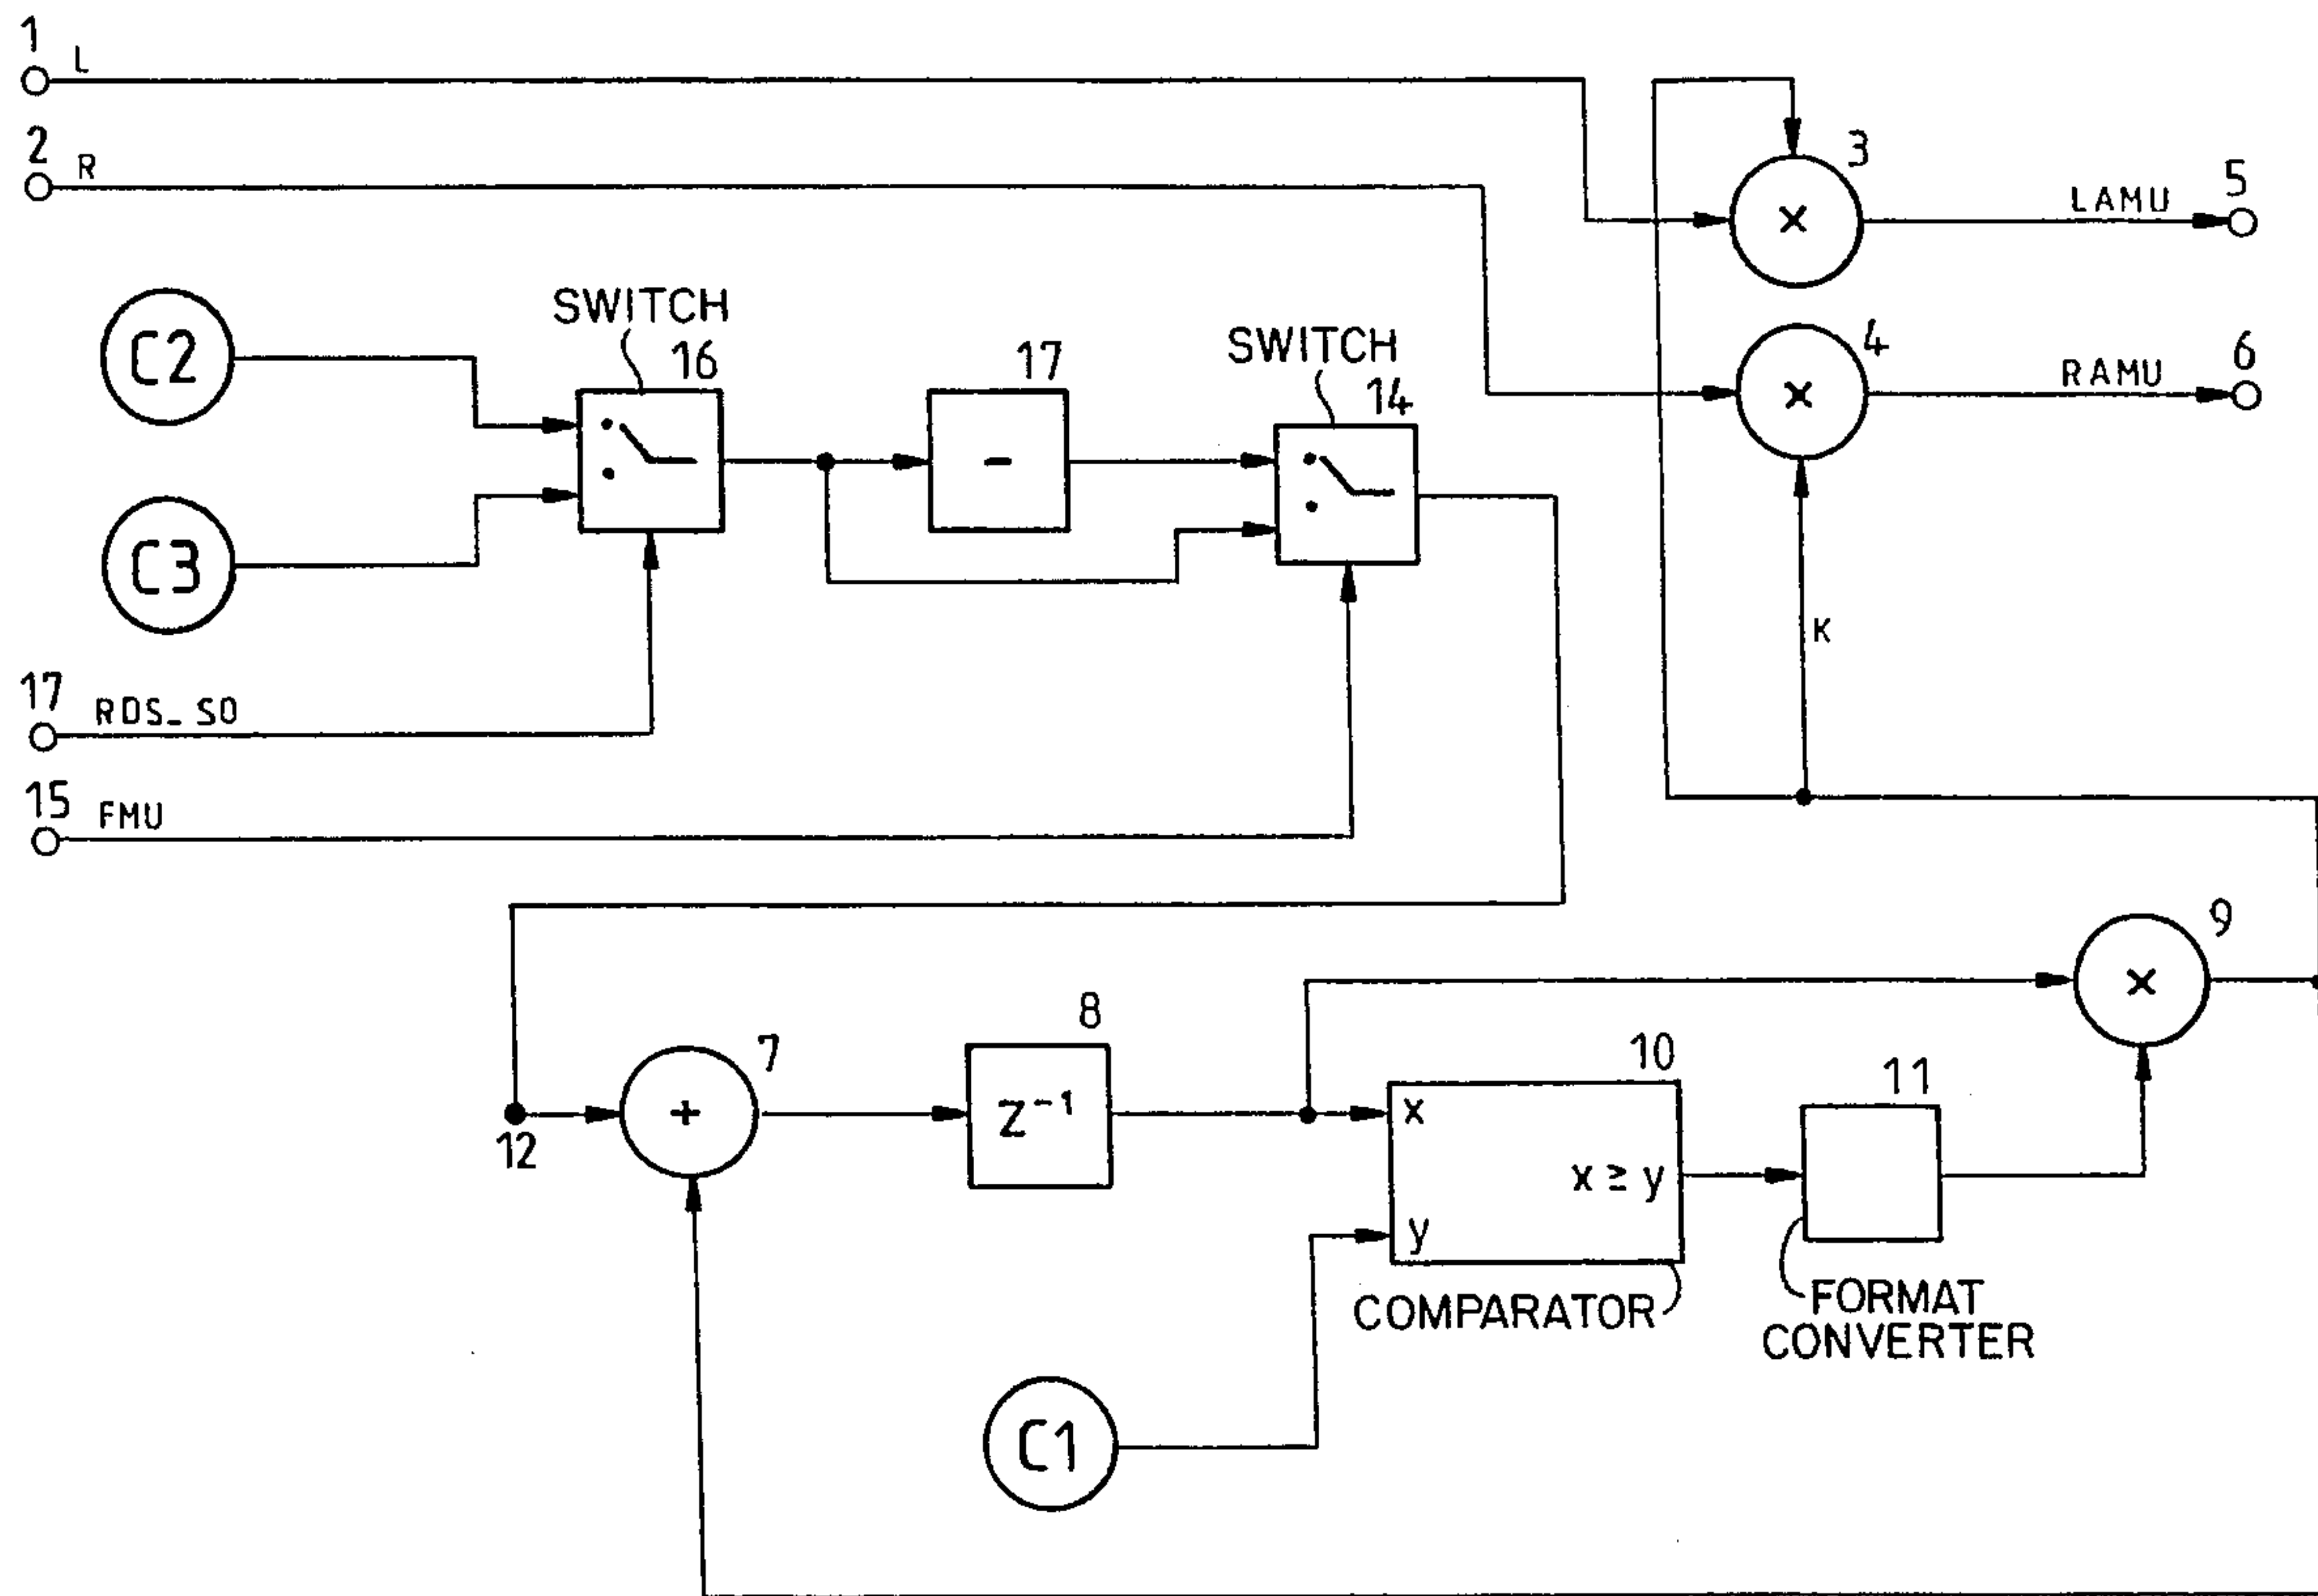 1 L
2 R
3
LAMU 5
4
RAMU 6
×
×
C2
SWITCH
16
17
-
SWITCH
14
C3
K
17 RDS_SO
15 FMU
9
×
12
7
+
8
Z⁻¹
10
x
x ≥ y
y
COMPARATOR
11
FORMAT
CONVERTER
C1